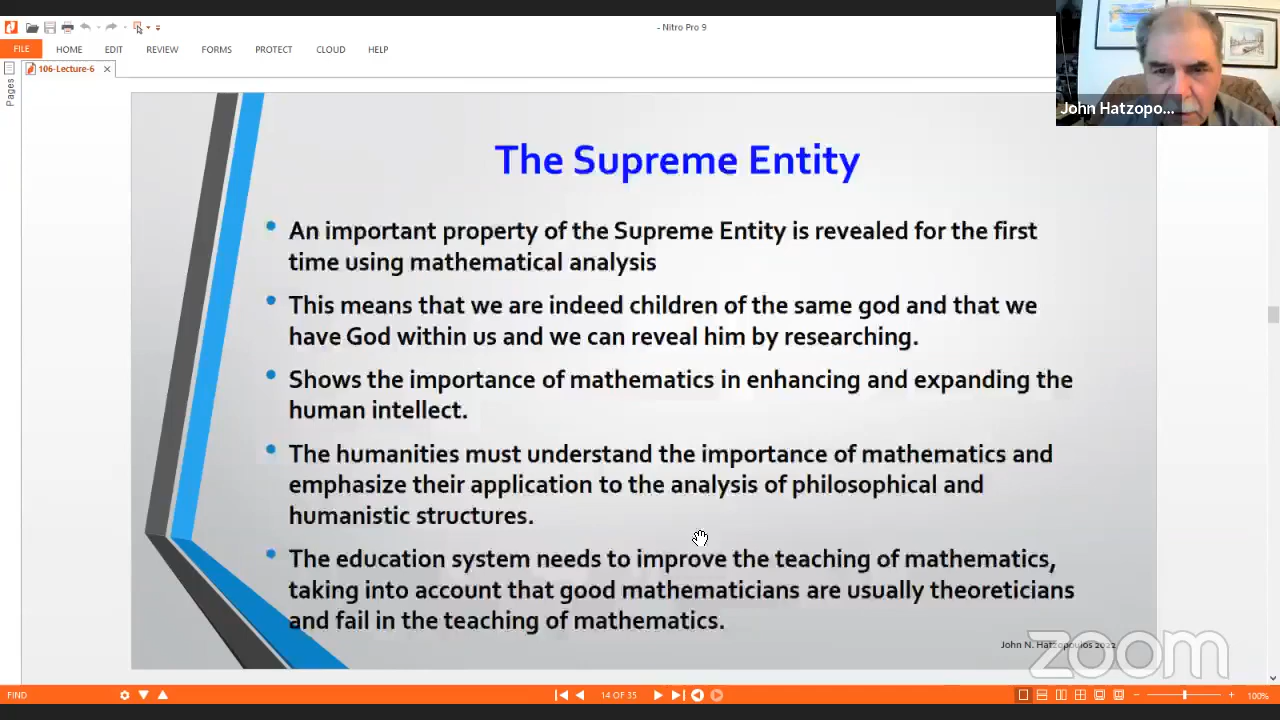 - Nitro Pro 9
FILE HOME EDIT REVIEW FORMS PROTECT CLOUD HELP
106-Lecture-6
Pages
John Hatzopo...
The Supreme Entity
An important property of the Supreme Entity is revealed for the first
time using mathematical analysis
This means that we are indeed children of the same god and that we
have God within us and we can reveal him by researching.
Shows the importance of mathematics in enhancing and expanding the
human intellect.
The humanities must understand the importance of mathematics and
emphasize their application to the analysis of philosophical and
humanistic structures.
The education system needs to improve the teaching of mathematics,
taking into account that good mathematicians are usually theoreticians
and fail in the teaching of mathematics.
John N. Hatzopoulos 2022
zoom
FIND 14 OF 35 100%